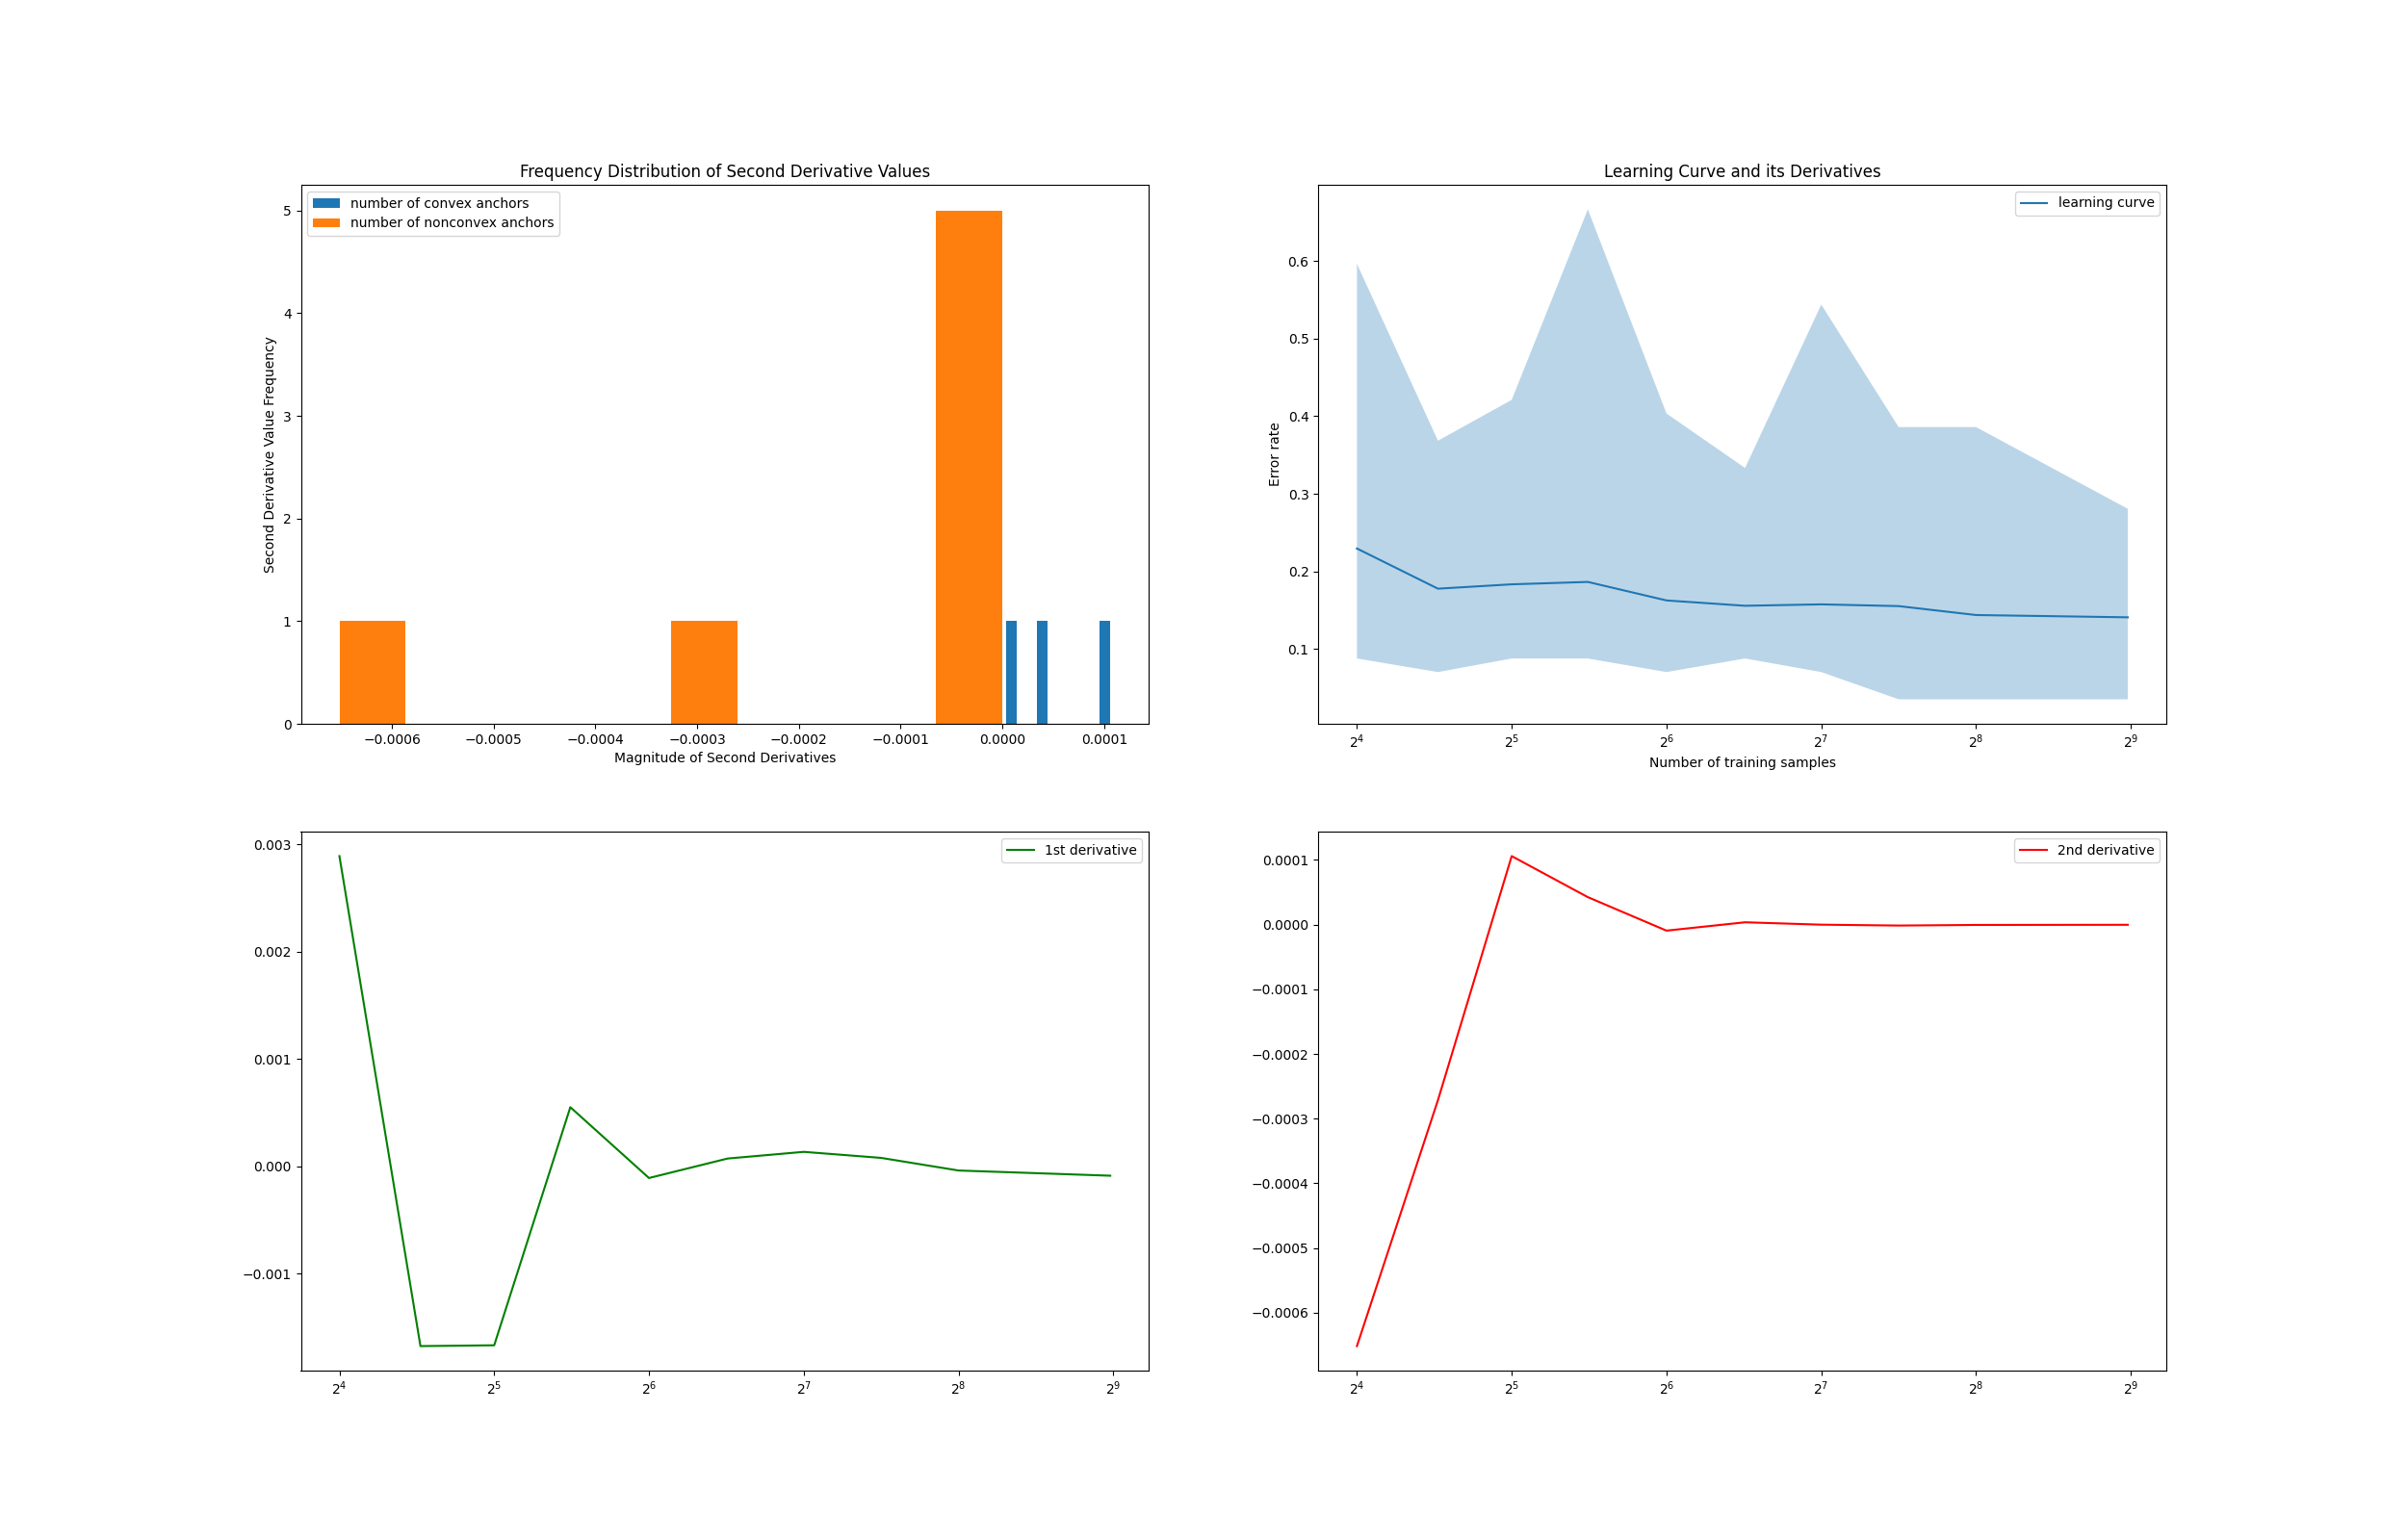 Frequency Distribution of Second Derivative Values
number of convex anchors
number of nonconvex anchors
5
4
3
2
1
0
Second Derivative Value Frequency
−0.0006 −0.0005 −0.0004 −0.0003 −0.0002 −0.0001 0.0000 0.0001
Magnitude of Second Derivatives
Learning Curve and its Derivatives
learning curve
0.6
0.5
0.4
0.3
0.2
0.1
Error rate
2⁴ 2⁵ 2⁶ 2⁷ 2⁸ 2⁹
Number of training samples
1st derivative
0.003
0.002
0.001
0.000
−0.001
2⁴ 2⁵ 2⁶ 2⁷ 2⁸ 2⁹
2nd derivative
0.0001
0.0000
−0.0001
−0.0002
−0.0003
−0.0004
−0.0005
−0.0006
2⁴ 2⁵ 2⁶ 2⁷ 2⁸ 2⁹